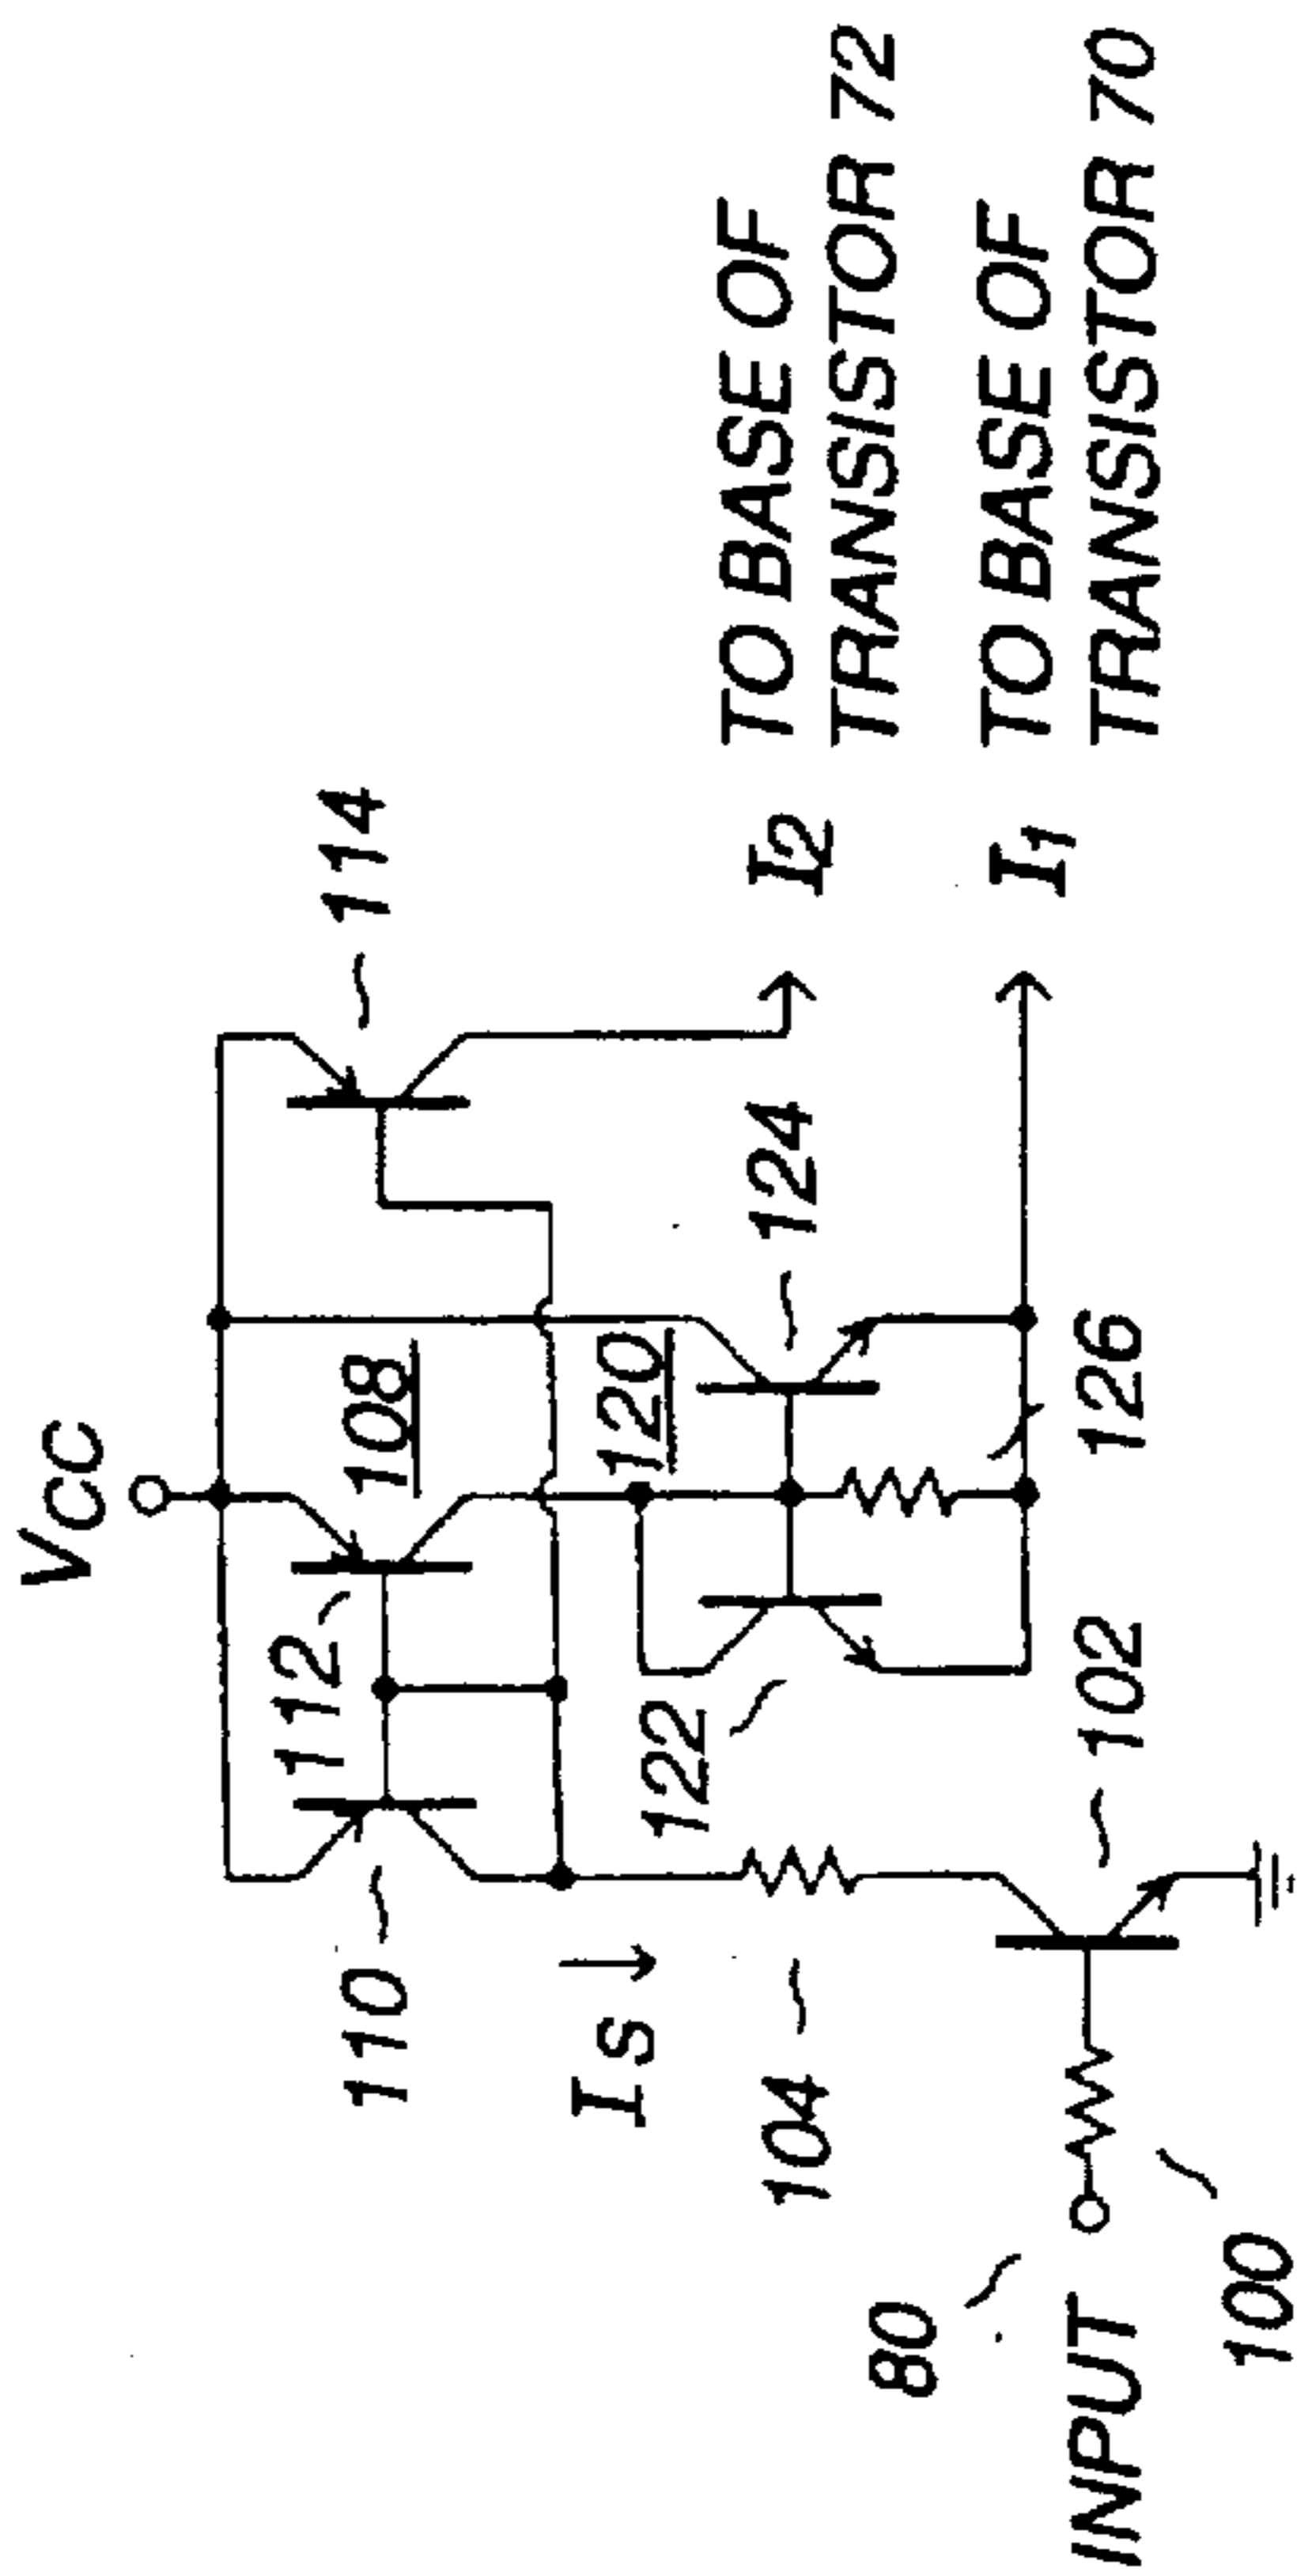 VCC
108
114
112
110
IS
120
124
122
I2
TO BASE OF
TRANSISTOR 72
I1
TO BASE OF
TRANSISTOR 70
104
126
102
80
INPUT
100